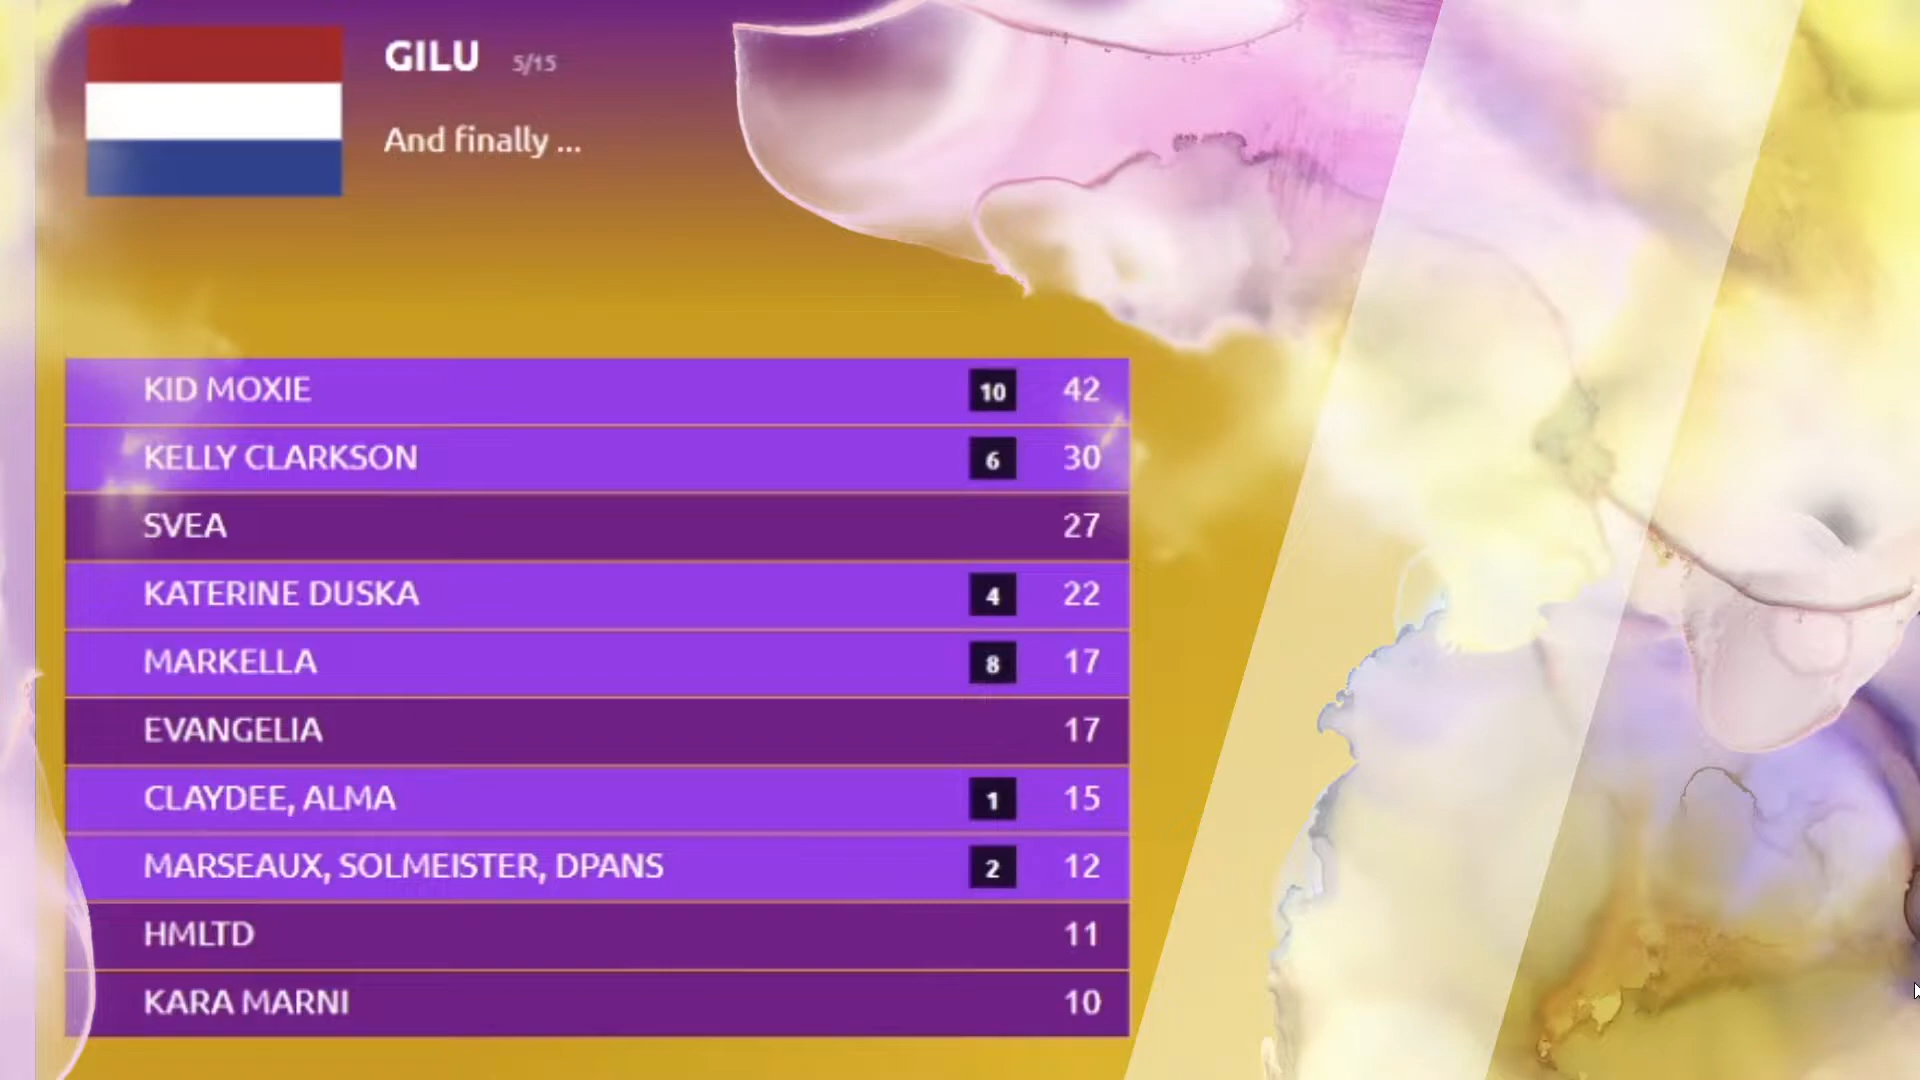 GILU 5/15
And finally ...
KID MOXIE 10 42
KELLY CLARKSON 6 30
SVEA 27
KATERINE DUSKA 4 22
MARKELLA 8 17
EVANGELIA 17
CLAYDEE, ALMA 1 15
MARSEAUX, SOLMEISTER, DPANS 2 12
HMLTD 11
KARA MARNI 10